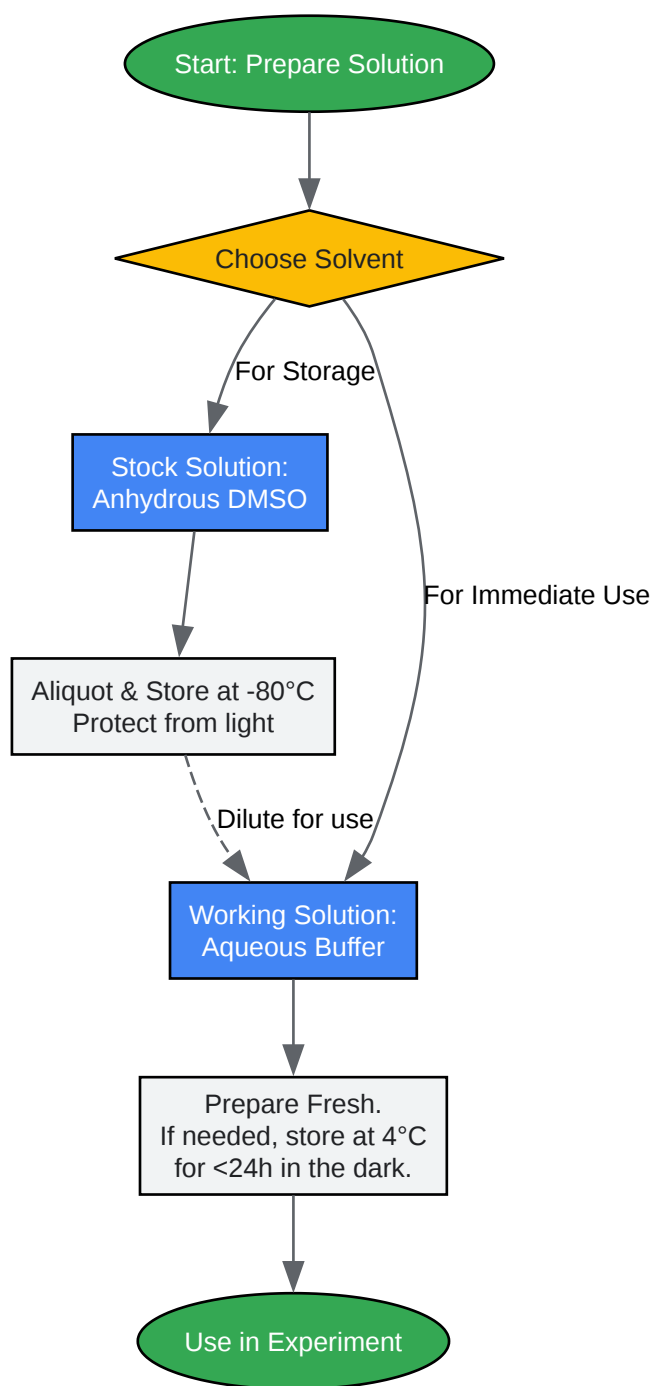 Start: Prepare Solution
Choose Solvent
For Storage
Stock Solution:
Anhydrous DMSO
For Immediate Use
Aliquot & Store at -80°C
Protect from light
Dilute for use
Working Solution:
Aqueous Buffer
Prepare Fresh.
If needed, store at 4°C
for <24h in the dark.
Use in Experiment